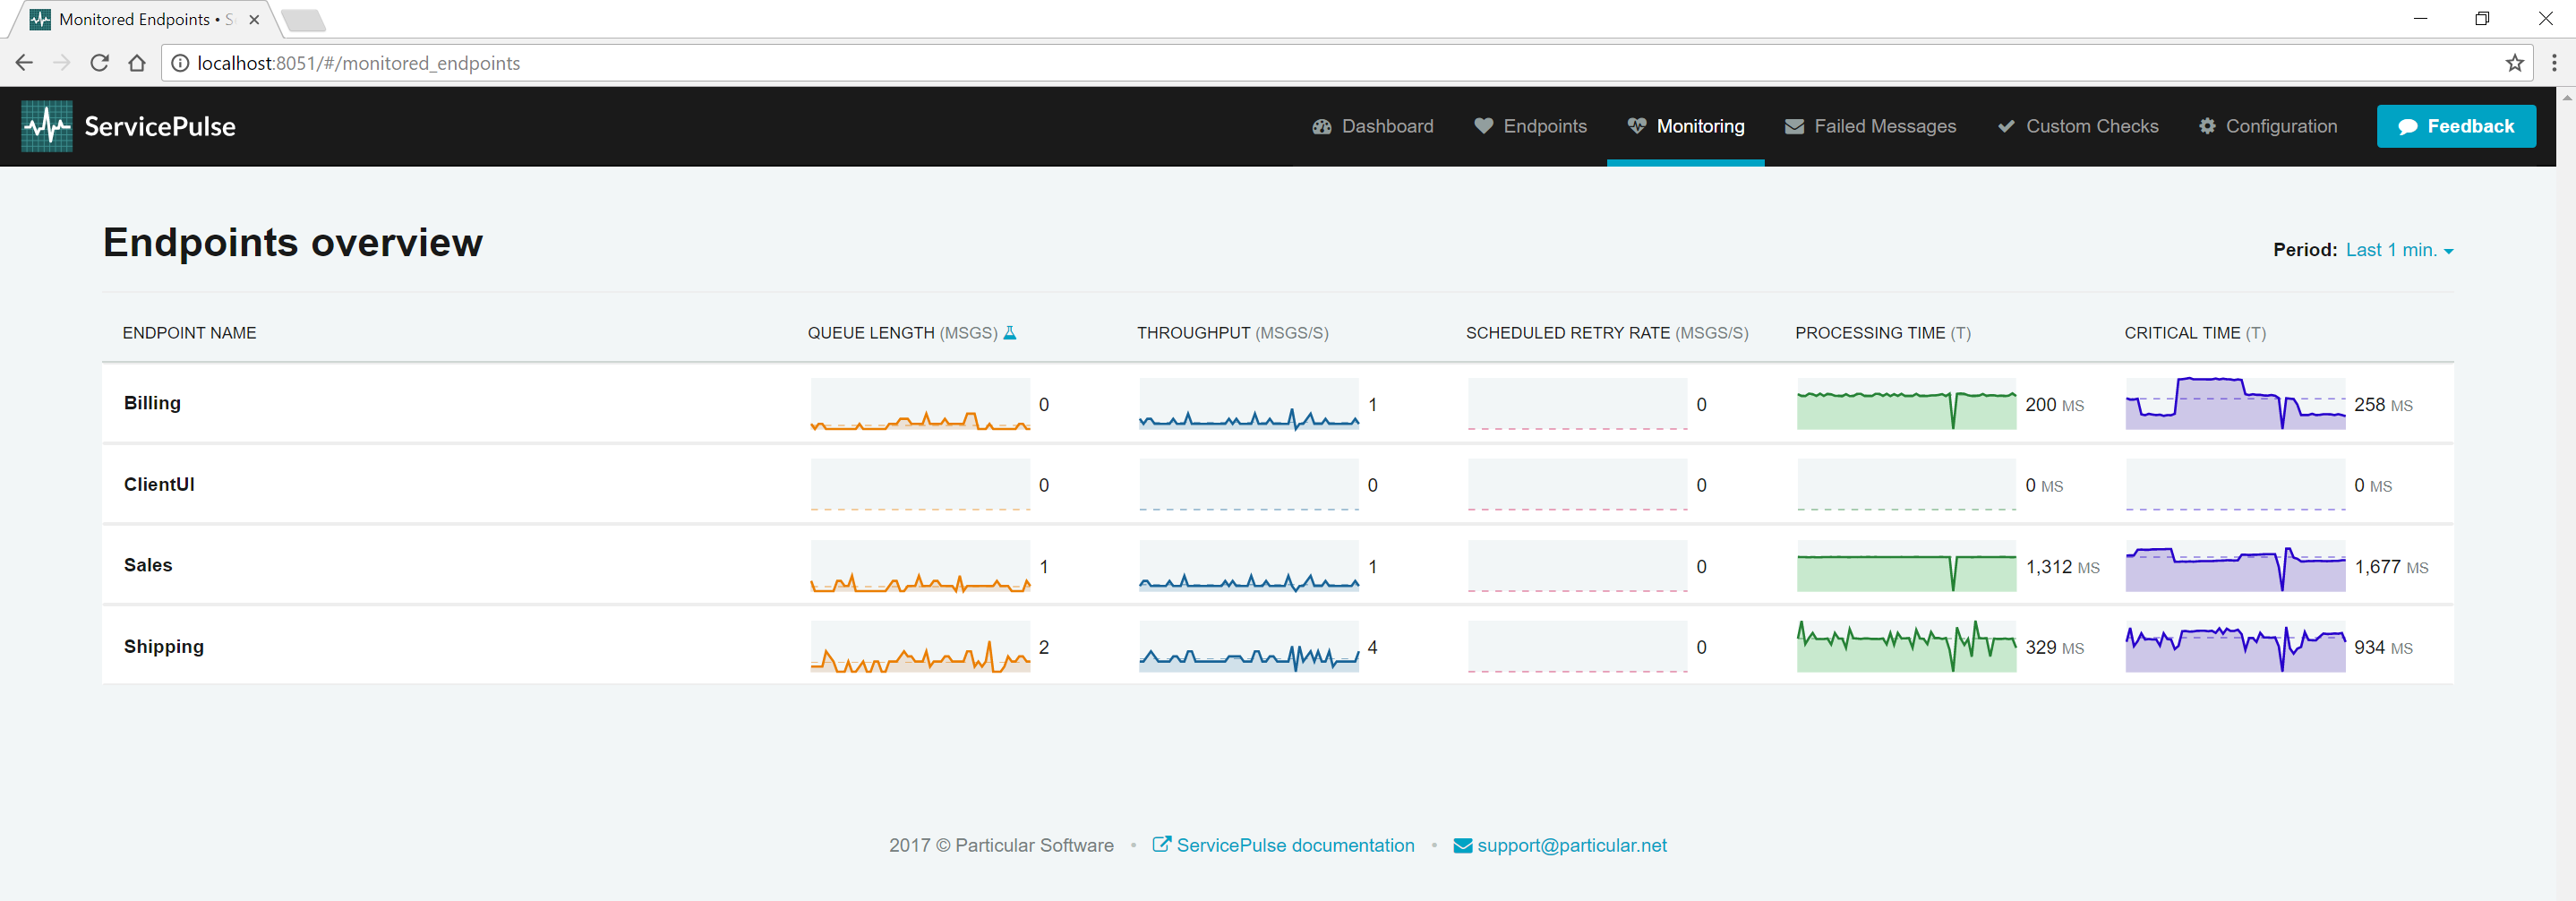 Monitored Endpoints • S
localhost:8051/#/monitored_endpoints
ServicePulse Dashboard Endpoints Monitoring Failed Messages Custom Checks Configuration Feedback
Endpoints overview
Period: Last 1 min.
ENDPOINT NAME QUEUE LENGTH (MSGS) THROUGHPUT (MSGS/S) SCHEDULED RETRY RATE (MSGS/S) PROCESSING TIME (T) CRITICAL TIME (T)
Billing 0 1 0 200 MS 258 MS
ClientUI 0 0 0 0 MS 0 MS
Sales 1 1 0 1,312 MS 1,677 MS
Shipping 2 4 0 329 MS 934 MS
2017 © Particular Software • ServicePulse documentation • support@particular.net